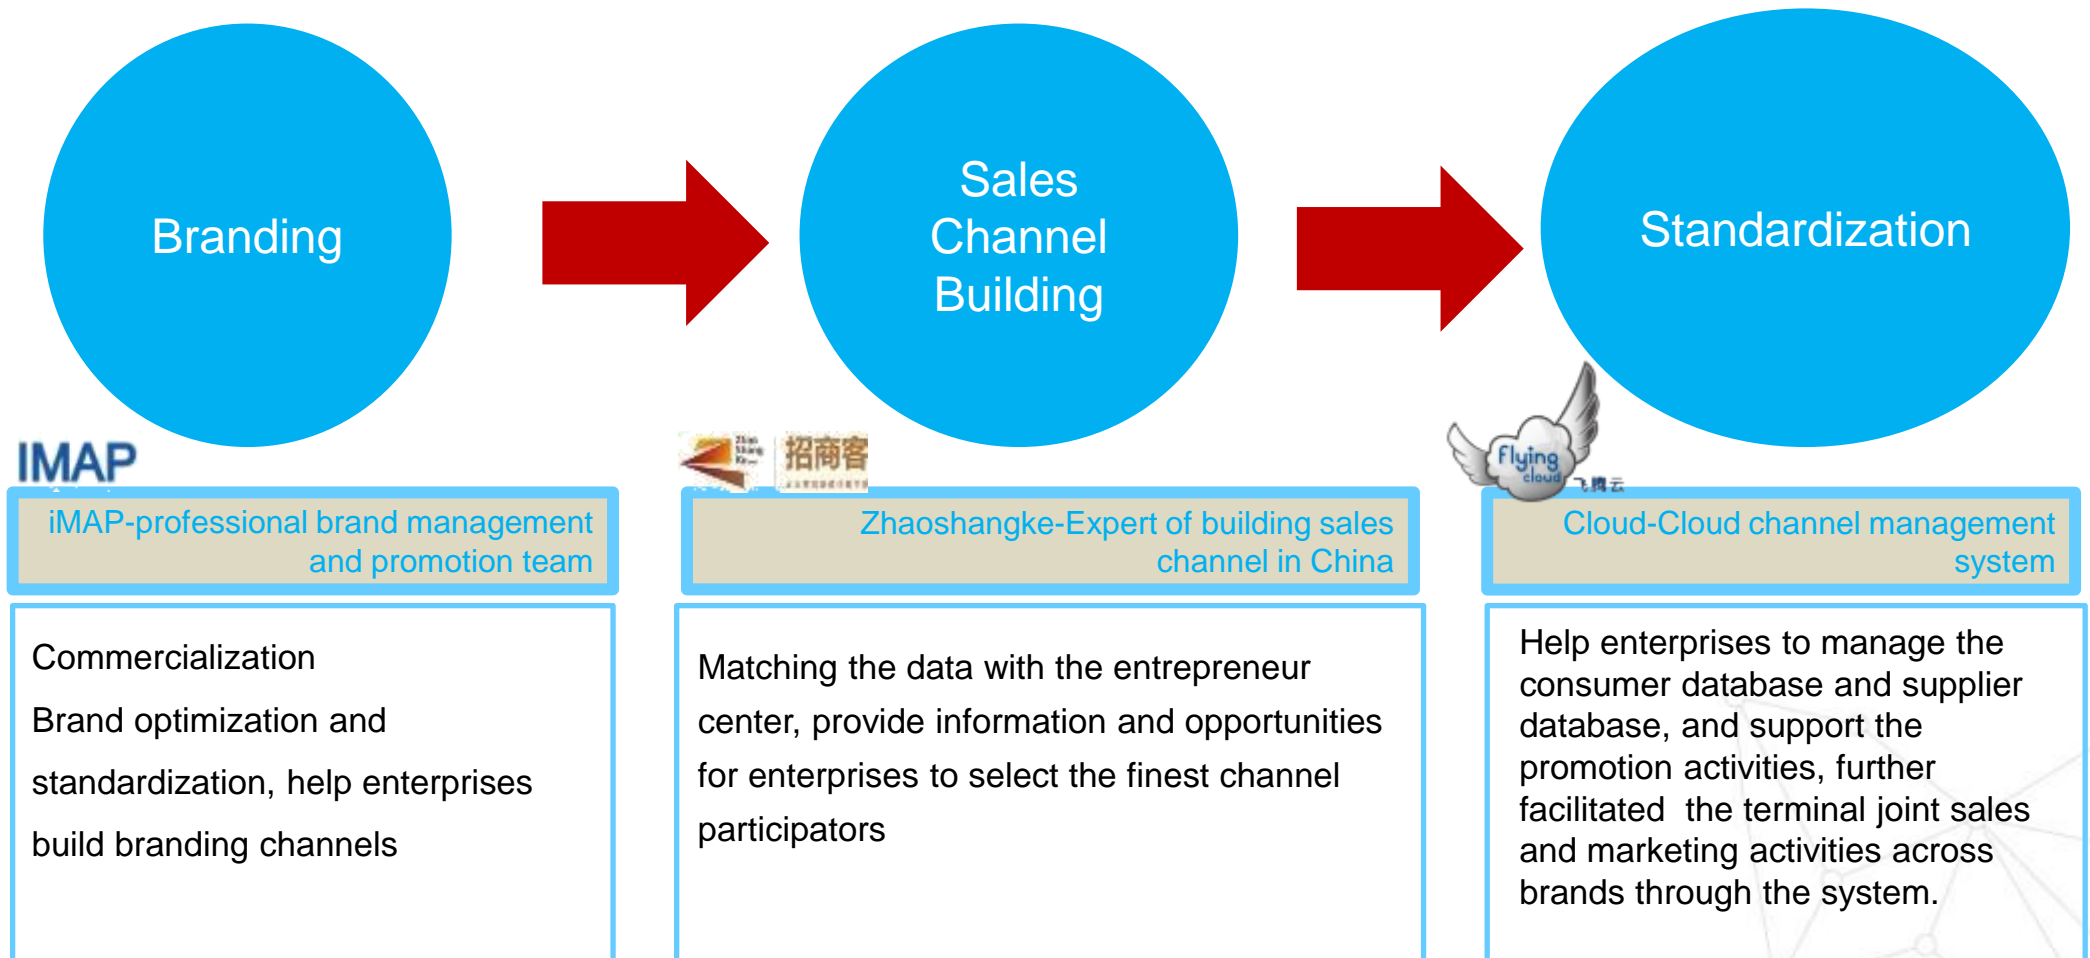 Branding
Sales
Channel
Building
Standardization
IMAP
招商客
Flying
cloud
飞腾云
iMAP-professional brand management
and promotion team
Zhaoshangke-Expert of building sales
channel in China
Cloud-Cloud channel management
system
Commercialization
Brand optimization and
standardization, help enterprises
build branding channels
Matching the data with the entrepreneur
center, provide information and opportunities
for enterprises to select the finest channel
participators
Help enterprises to manage the
consumer database and supplier
database, and support the
promotion activities, further
facilitated  the terminal joint sales
and marketing activities across
brands through the system.